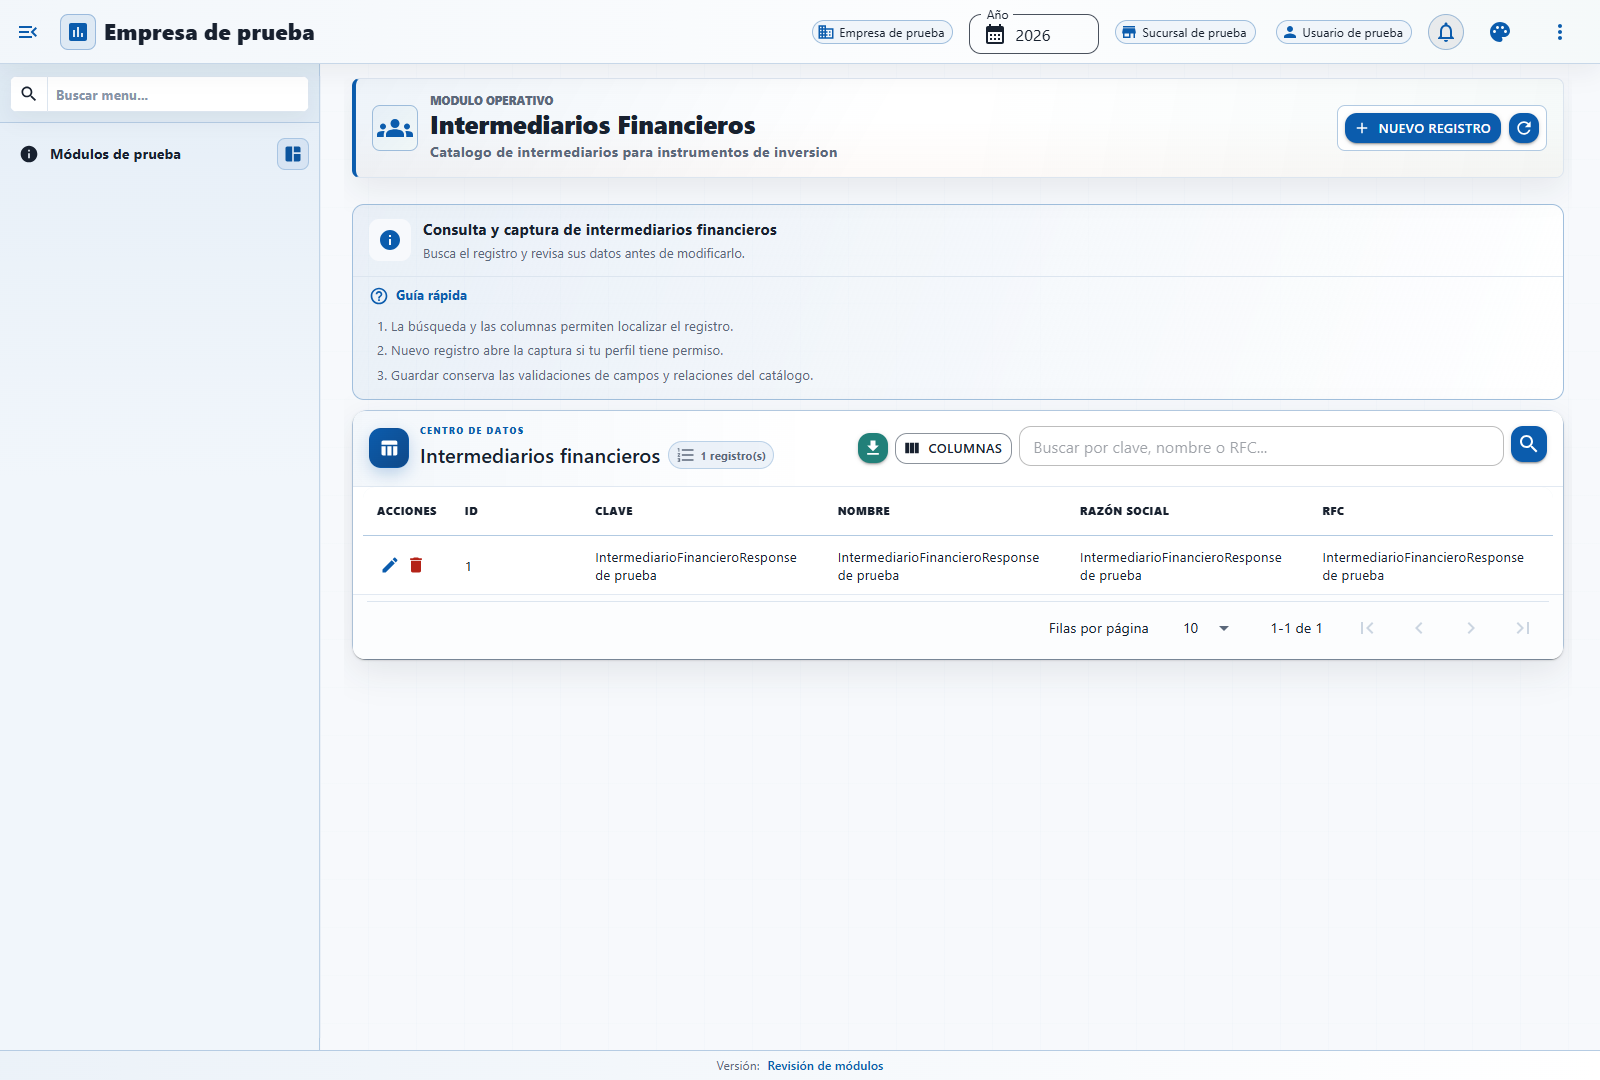 Empresa de prueba
Empresa de prueba
Año
2026
Sucursal de prueba
Usuario de prueba
Buscar menu...
Módulos de prueba
MODULO OPERATIVO
Intermediarios Financieros
Catalogo de intermediarios para instrumentos de inversion
NUEVO REGISTRO
Consulta y captura de intermediarios financieros
Busca el registro y revisa sus datos antes de modificarlo.
Guía rápida
1. La búsqueda y las columnas permiten localizar el registro.
2. Nuevo registro abre la captura si tu perfil tiene permiso.
3. Guardar conserva las validaciones de campos y relaciones del catálogo.
CENTRO DE DATOS
Intermediarios financieros
1 registro(s)
COLUMNAS
Buscar por clave, nombre o RFC...
ACCIONES ID CLAVE NOMBRE RAZÓN SOCIAL RFC
1 IntermediarioFinancieroResponse de prueba IntermediarioFinancieroResponse de prueba IntermediarioFinancieroResponse de prueba IntermediarioFinancieroResponse de prueba
Filas por página 10 1-1 de 1
Versión: Revisión de módulos